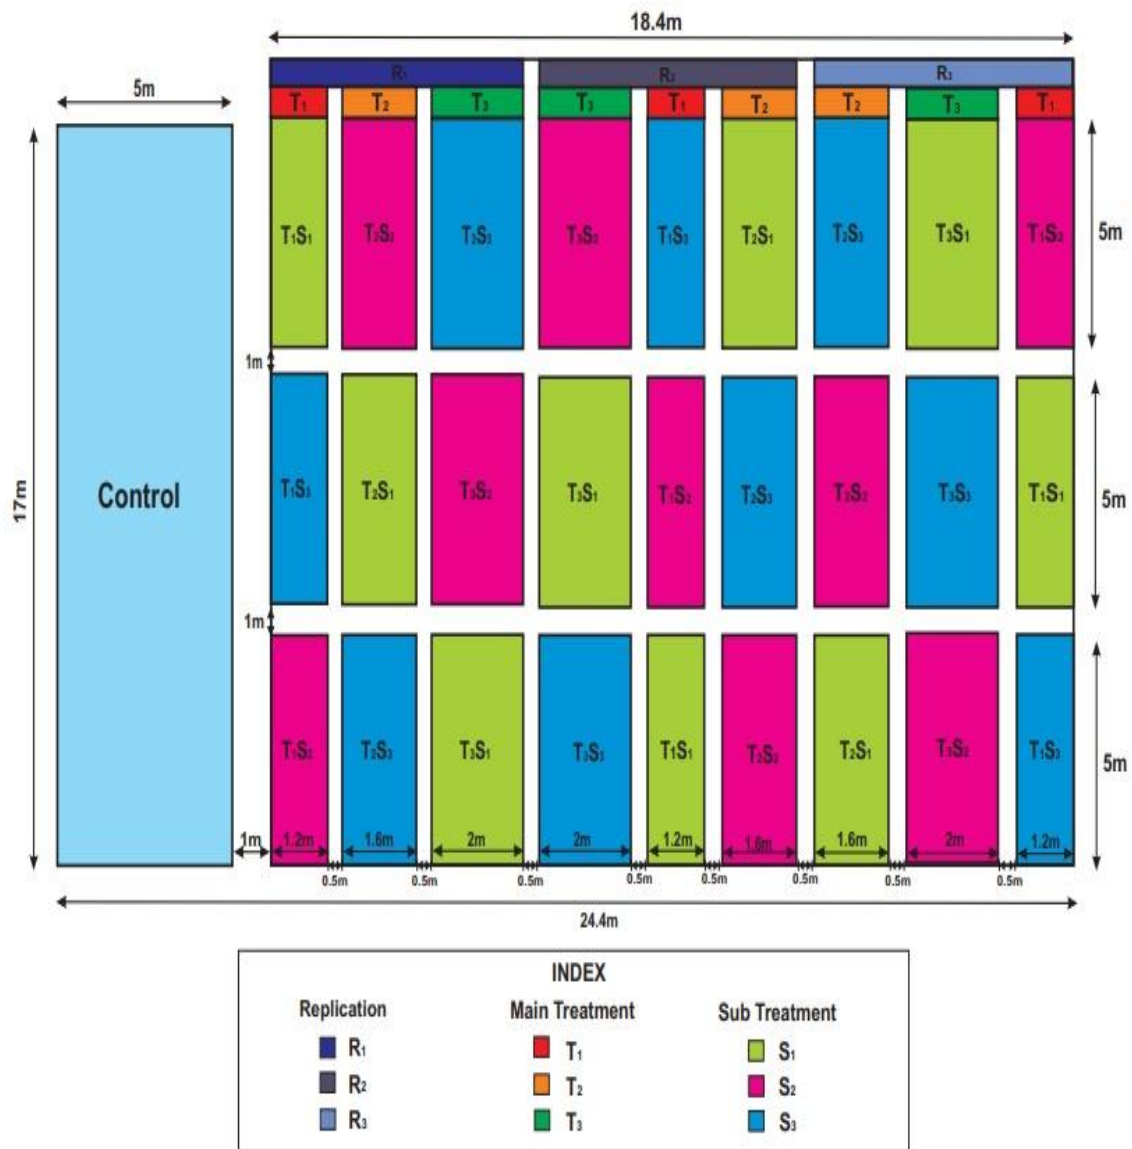 18.4m
5m
R₁ R₂ R₃
T₁ T₂ T₃ T₃ T₁ T₂ T₂ T₃ T₁
T₁S₁ T₂S₂ T₃S₃ T₃S₂ T₁S₃ T₂S₁ T₂S₃ T₃S₁ T₁S₂ 5m
1m
17m Control T₁S₃ T₂S₁ T₃S₂ T₃S₁ T₁S₂ T₂S₃ T₂S₂ T₃S₃ T₁S₁ 5m
1m
T₁S₂ T₂S₃ T₃S₁ T₃S₃ T₁S₁ T₂S₂ T₂S₁ T₃S₂ T₁S₃ 5m
1m 1.2m 1.6m 2m 2m 1.2m 1.6m 1.6m 2m 1.2m
0.5m 0.5m 0.5m 0.5m 0.5m 0.5m 0.5m 0.5m
24.4m
INDEX
Replication Main Treatment Sub Treatment
R₁ T₁ S₁
R₂ T₂ S₂
R₃ T₃ S₃